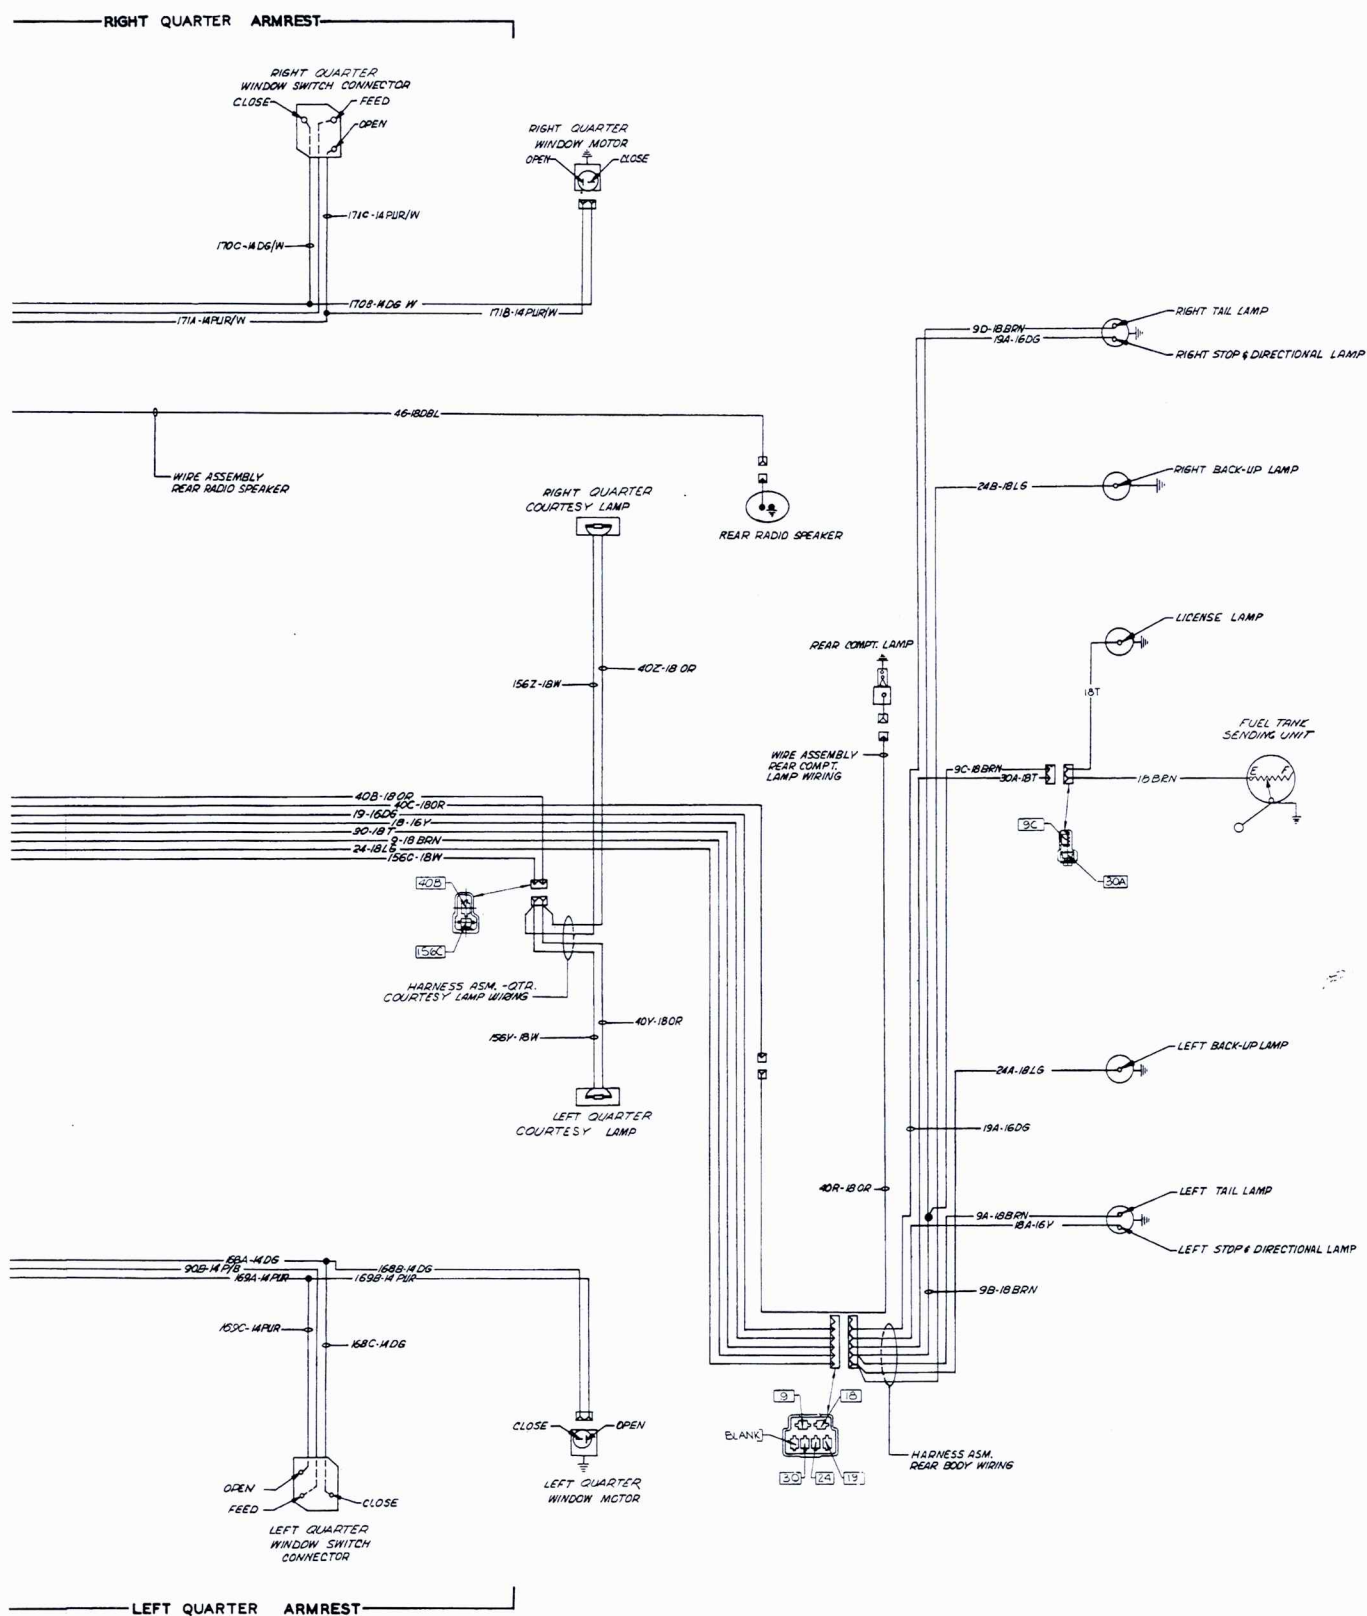 RIGHT QUARTER ARMREST
RIGHT QUARTER
WINDOW SWITCH CONNECTOR
CLOSE
FEED
OPEN
RIGHT QUARTER
WINDOW MOTOR
OPEN
CLOSE
171C-14PUR/W
170C-14DG/W
170B-14DG W
171A-14PUR/W
171B-14PUR/W
9D-18BRN
19A-16DG
RIGHT TAIL LAMP
RIGHT STOP & DIRECTIONAL LAMP
46-18DBL
WIRE ASSEMBLY
REAR RADIO SPEAKER
RIGHT QUARTER
COURTESY LAMP
REAR RADIO SPEAKER
24B-18LG
RIGHT BACK-UP LAMP
LICENSE LAMP
REAR COMPT. LAMP
40Z-18 OR
156Z-18W
18T
FUEL TANK
SENDING UNIT
WIRE ASSEMBLY
REAR COMPT.
LAMP WIRING
9C-18BRN
30A-18T
18BRN
E F
40B-18OR
40C-18OR
19-16DG
18-16Y
90-18T
9-18BRN
24-18LG
156C-18W
9C
30A
40B
156C
HARNESS ASM. -QTR.
COURTESY LAMP WIRING
40Y-18OR
156Y-18W
LEFT QUARTER
COURTESY LAMP
24A-18LG
LEFT BACK-UP LAMP
19A-16DG
40R-18OR
9A-18BRN
18A-16Y
LEFT TAIL LAMP
LEFT STOP & DIRECTIONAL LAMP
9B-18BRN
168A-14DG
90B-14 P/B
169A-14PUR
168B-14DG
169B-14 PUR
169C-14PUR
168C-14DG
9
18
BLANK
30
24
19
HARNESS ASM.
REAR BODY WIRING
CLOSE
OPEN
LEFT QUARTER
WINDOW MOTOR
OPEN
FEED
CLOSE
LEFT QUARTER
WINDOW SWITCH
CONNECTOR
LEFT QUARTER ARMREST